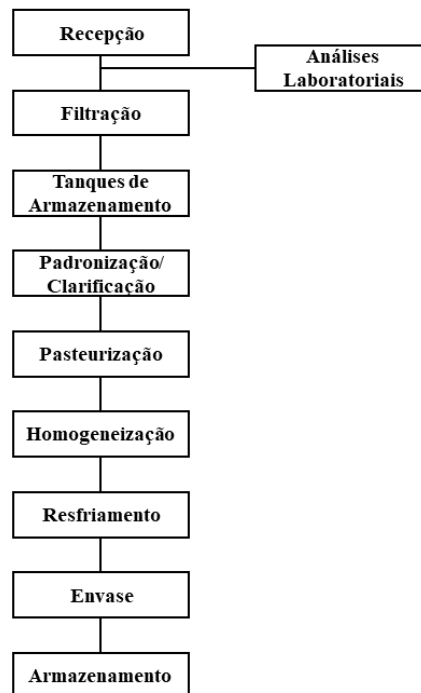 Recepção
Análises
Laboratoriais
Filtração
Tanques de
Armazenamento
Padronização/
Clarificação
Pasteurização
Homogeneização
Resfriamento
Envase
Armazenamento